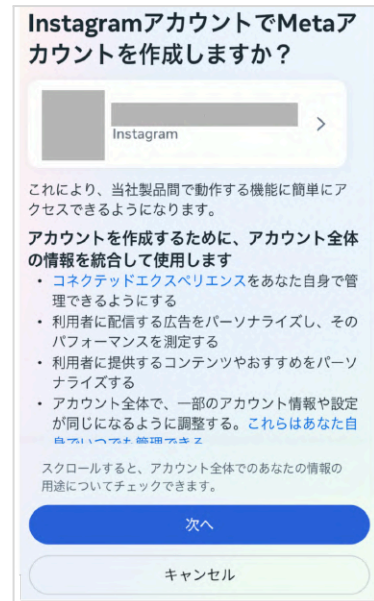 InstagramアカウントでMetaア
カウントを作成しますか？
Instagram
これにより、当社製品間で動作する機能に簡単にア
クセスできるようになります。
アカウントを作成するために、アカウント全体
の情報を統合して使用します
• コネクテッドエクスペリエンスをあなた自身で管
理できるようにする
• 利用者に配信する広告をパーソナライズし、その
パフォーマンスを測定する
• 利用者に提供するコンテンツやおすすめをパーソ
ナライズする
• アカウント全体で、一部のアカウント情報や設定
が同じになるように調整する。これらはあなた自
身でいつでも管理できる
スクロールすると、アカウント全体でのあなたの情報の
用途についてチェックできます。
次へ
キャンセル